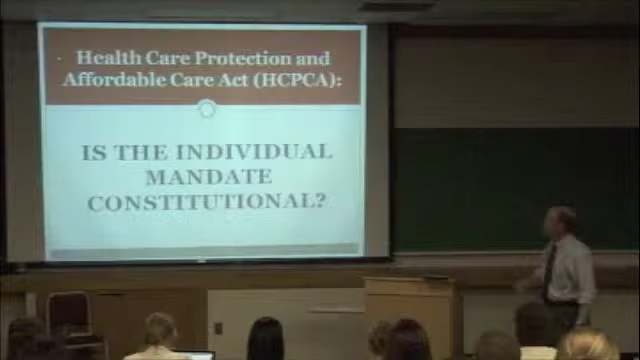 Health Care Protection and
Affordable Care Act (HCPCA):
IS THE INDIVIDUAL
MANDATE
CONSTITUTIONAL?